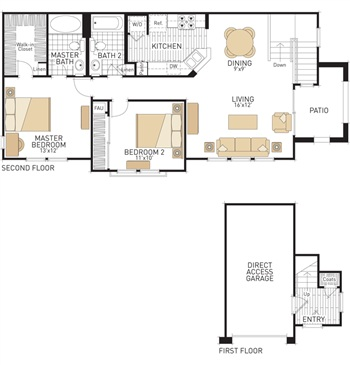 Walk-in
Closet
MASTER
BATH
Linen
BATH 2
Linen
W/D
KITCHEN
Ref.
Pantry
DW
DINING
9'x9'
Down
LIVING
16'x12'
PATIO
FAU
MASTER
BEDROOM
13'x12'
BEDROOM 2
11'x10'
SECOND FLOOR
DIRECT
ACCESS
GARAGE
Up
Coats
ENTRY
FIRST FLOOR